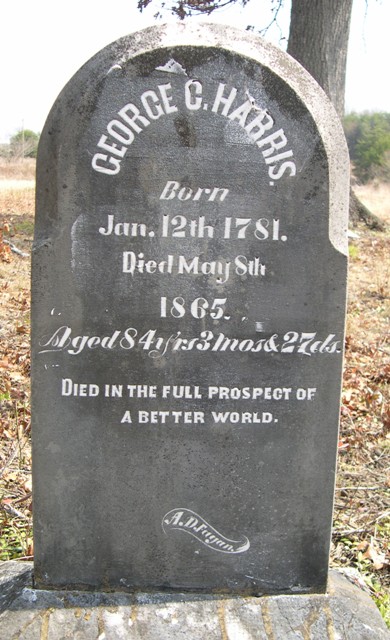 GEORGE C. HARRIS.
Born
Jan. 12th 1781.
Died May 8th
1865.
Aged 84 yrs 3 mos & 27 ds.
DIED IN THE FULL PROSPECT OF
A BETTER WORLD.
A. D. Fagan.